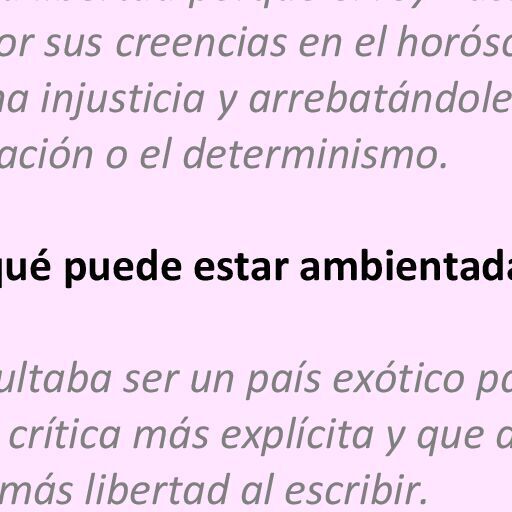 or sus creencias en el horósc
na injusticia y arrebatándole
ación o el determinismo.
qué puede estar ambientada
ultaba ser un país exótico pa
crítica más explícita y que
más libertad al escribir.